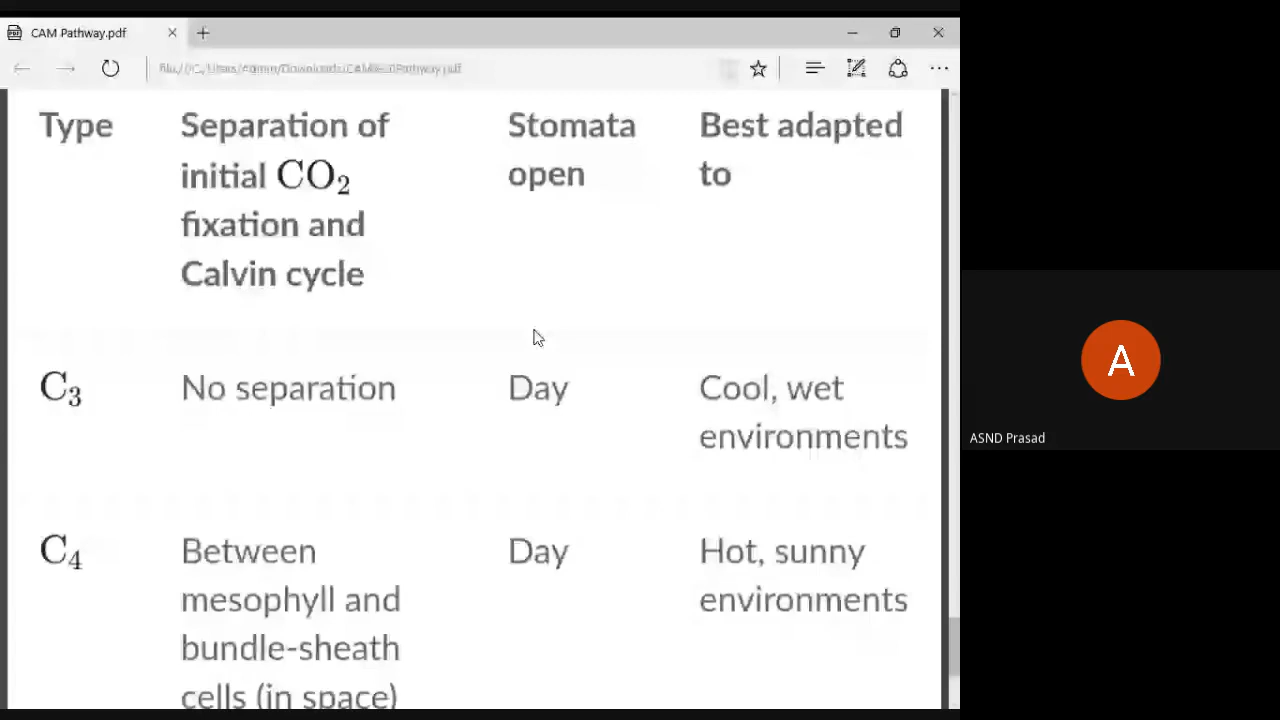 CAM Pathway.pdf
Type Separation of Stomata Best adapted
initial CO₂ open to
fixation and
Calvin cycle
C₃ No separation Day Cool, wet
environments
C₄ Between Day Hot, sunny
mesophyll and environments
bundle-sheath
cells (in space)
A
ASND Prasad